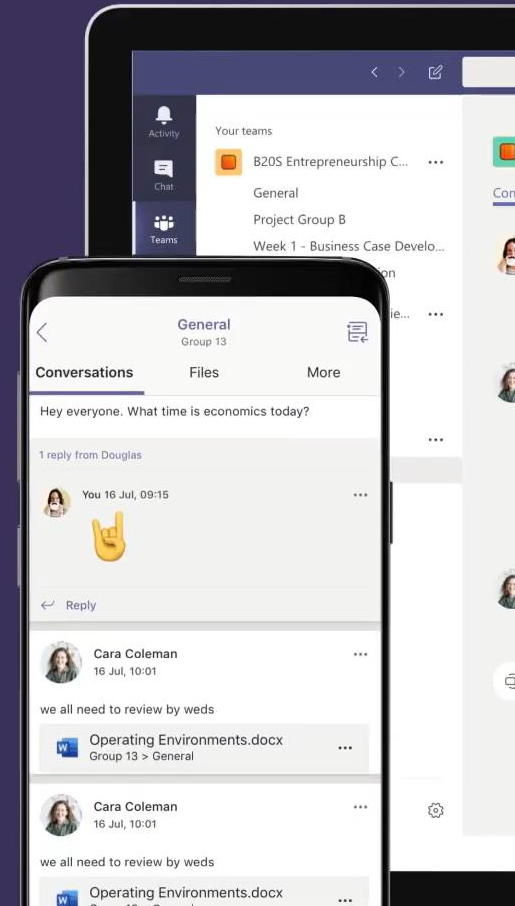 Activity
Chat
Teams
Your teams
B20S Entrepreneurship C...
General
Project Group B
Week 1 - Business Case Develo...
ie...
Con
General
Group 13
Conversations
Files
More
Hey everyone. What time is economics today?
1 reply from Douglas
You 16 Jul, 09:15
Reply
Cara Coleman
16 Jul, 10:01
we all need to review by weds
W
Operating Environments.docx
Group 13 > General
Cara Coleman
16 Jul, 10:01
we all need to review by weds
W
Operating Environments.docx